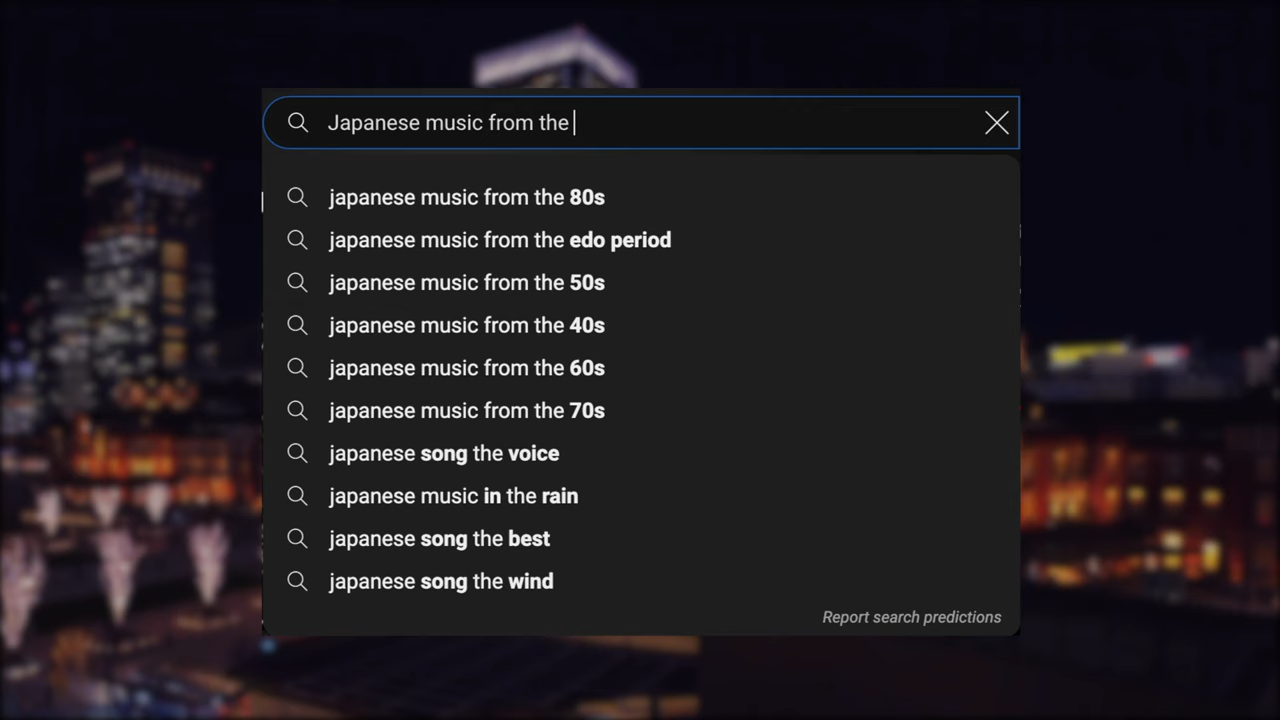 Japanese music from the
japanese music from the 80s
japanese music from the edo period
japanese music from the 50s
japanese music from the 40s
japanese music from the 60s
japanese music from the 70s
japanese song the voice
japanese music in the rain
japanese song the best
japanese song the wind
Report search predictions